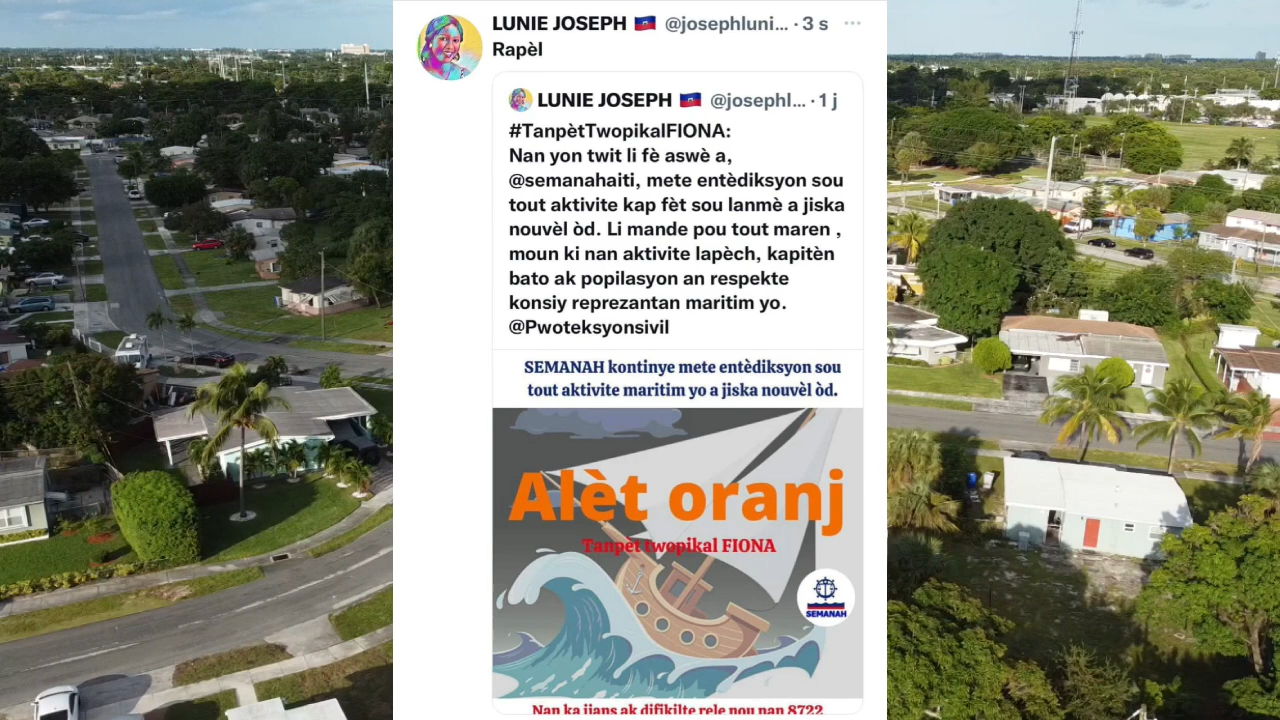 LUNIE JOSEPH 🇭🇹 @josephluni... · 3 s
Rapèl
LUNIE JOSEPH 🇭🇹 @josephl... · 1 j
#TanpètTwopikalFIONA:
Nan yon twit li fè aswè a,
@semanahaiti, mete entèdiksyon sou
tout aktivite kap fèt sou lanmè a jiska
nouvèl òd. Li mande pou tout maren ,
moun ki nan aktivite lapèch, kapitèn
bato ak popilasyon an respekte
konsiy reprezantan maritim yo.
@Pwoteksyonsivil
SEMANAH kontinye mete entèdiksyon sou
tout aktivite maritim yo a jiska nouvèl òd.
Alèt oranj
Tanpèt twopikal FIONA
SEMANAH
Nan ka ijans ak difikilte rele nou nan 8722